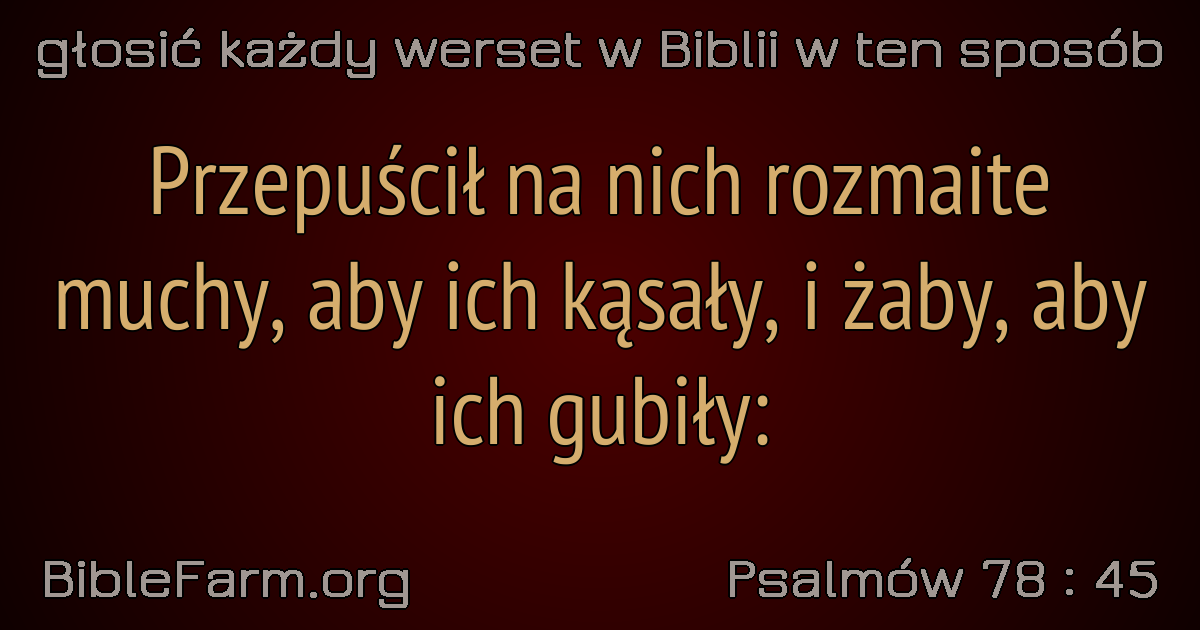 głosić każdy werset w Biblii w ten sposób
Przepuścił na nich rozmaite
muchy, aby ich kąsały, i żaby, aby
ich gubiły:
BibleFarm.org
Psalmów 78 : 45